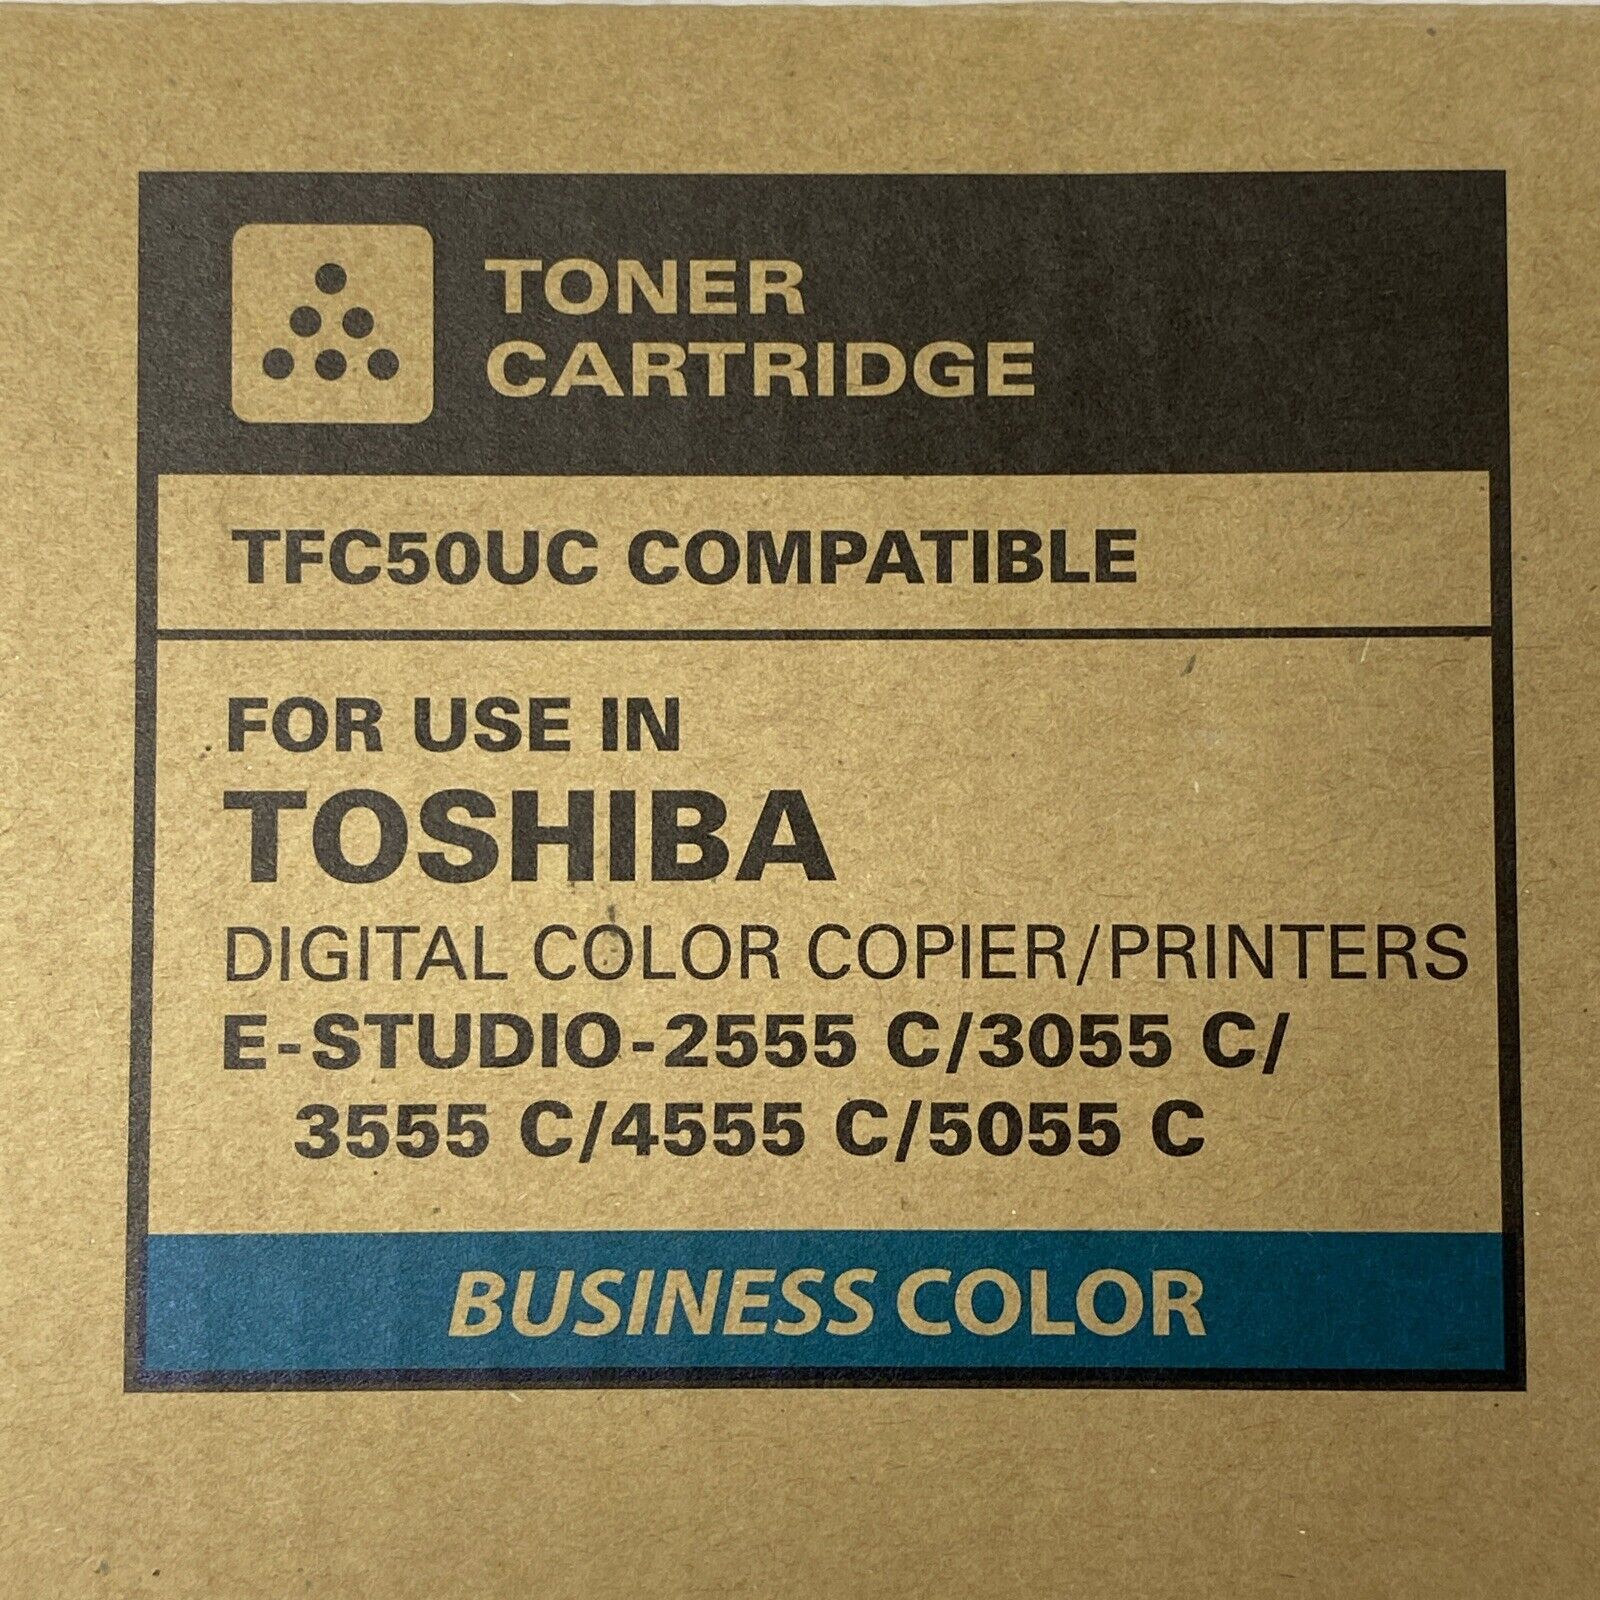 TONER
CARTRIDGE
TFC50UC COMPATIBLE
FOR USE IN
TOSHIBA
DIGITAL COLOR COPIER/PRINTERS
E-STUDIO-2555 C/3055 C/
3555 C/4555 C/5055 C
BUSINESS COLOR